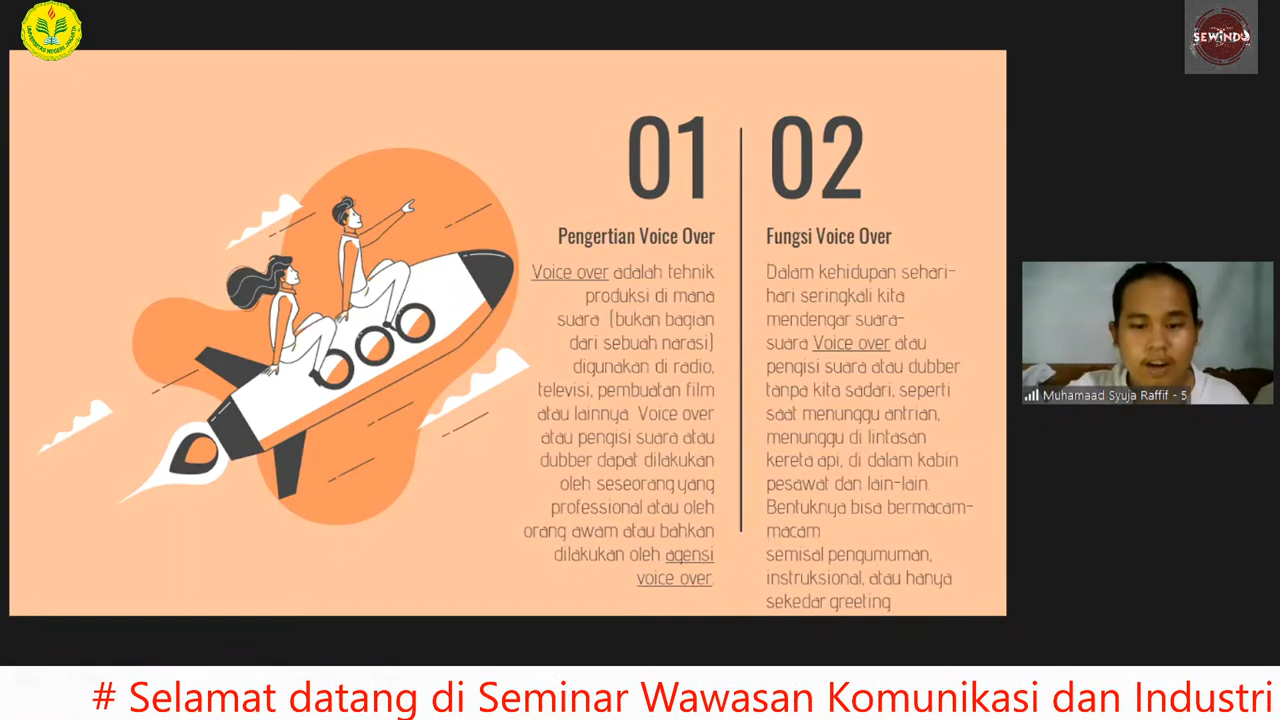 UNIVERSITAS NEGERI JAKARTA
SEWINDU
01
Pengertian Voice Over
Voice over adalah tehnik
produksi di mana
suara (bukan bagian
dari sebuah narasi)
digunakan di radio,
televisi, pembuatan film
atau lainnya. Voice over
atau pengisi suara atau
dubber dapat dilakukan
oleh seseorang yang
professional atau oleh
orang awam atau bahkan
dilakukan oleh agensi
voice over.
02
Fungsi Voice Over
Dalam kehidupan sehari-
hari seringkali kita
mendengar suara-
suara Voice over atau
pengisi suara atau dubber
tanpa kita sadari, seperti
saat menunggu antrian,
menunggu di lintasan
kereta api, di dalam kabin
pesawat dan lain-lain.
Bentuknya bisa bermacam-
macam
semisal pengumuman,
instruksional, atau hanya
sekedar greeting
Muhamaad Syuja Raffif - 5
# Selamat datang di Seminar Wawasan Komunikasi dan Industri